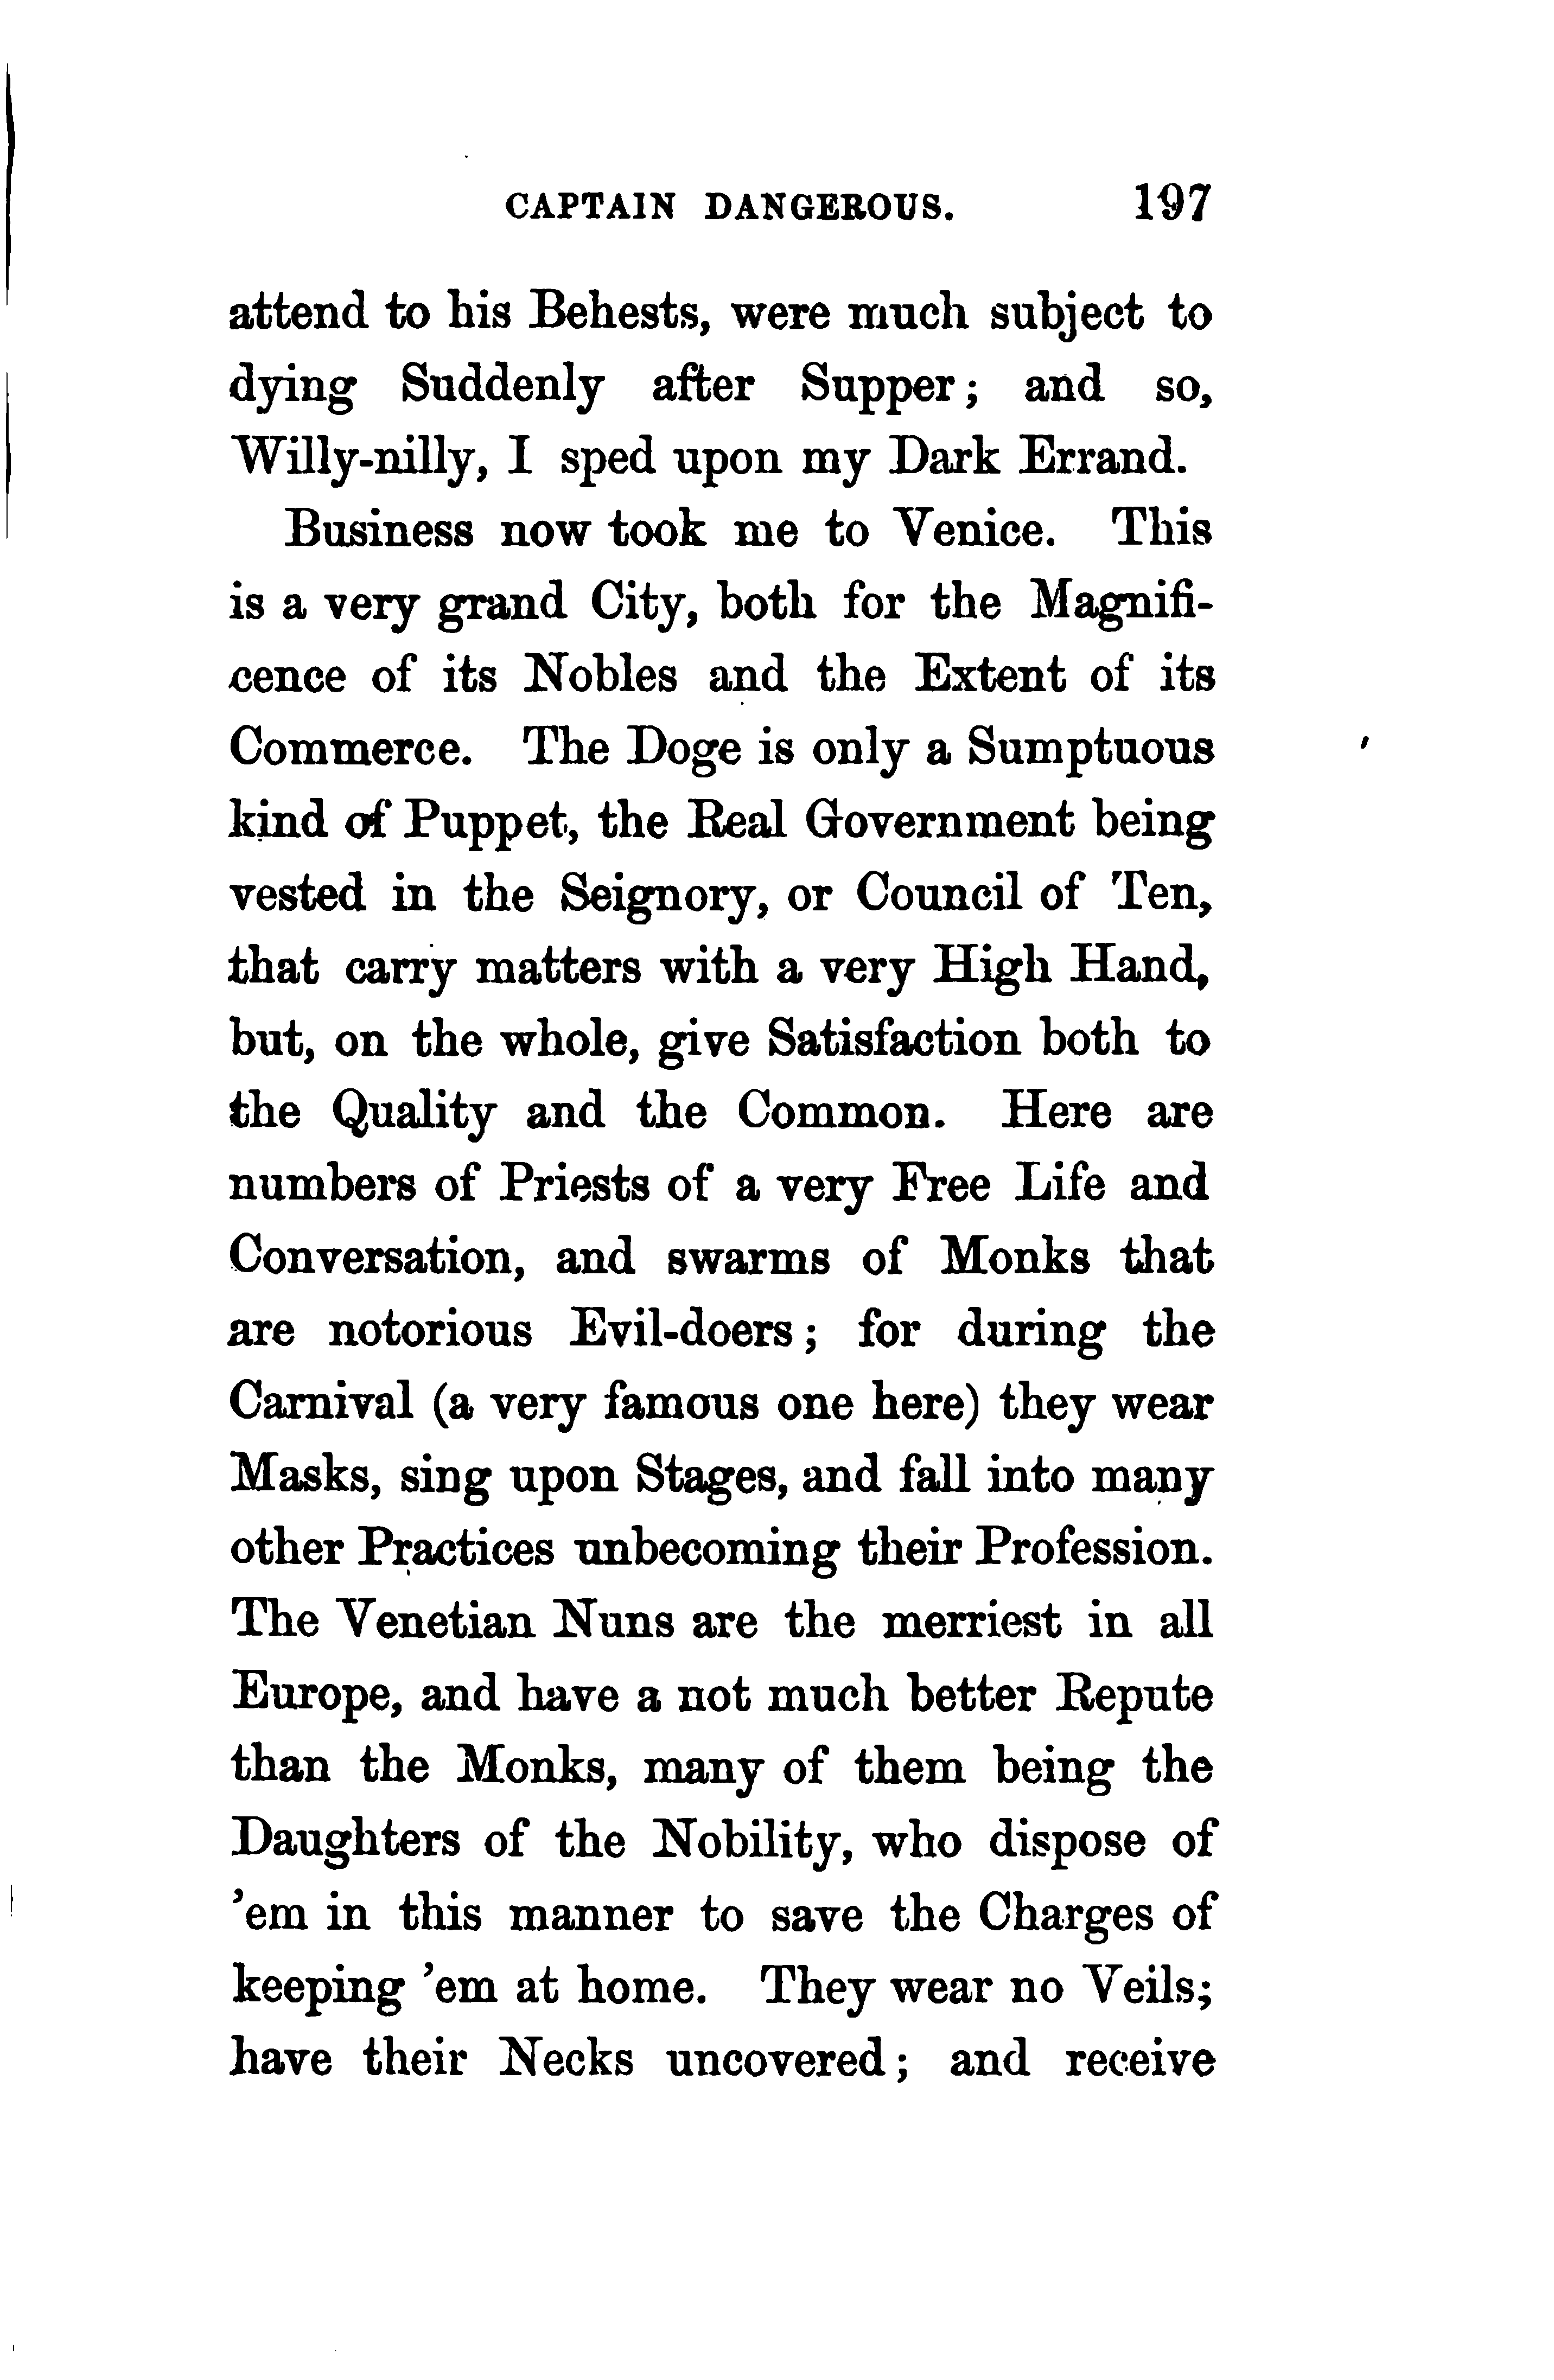 CAPTAIN DANGEROUS. 197
attend to his Behests, were much subject to
dying Suddenly after Supper; and so,
Willy-nilly, I sped upon my Dark Errand.
Business now took me to Venice. This
is a very grand City, both for the Magnifi-
cence of its Nobles and the Extent of its
Commerce. The Doge is only a Sumptuous
kind of Puppet, the Real Government being
vested in the Seignory, or Council of Ten,
that carry matters with a very High Hand,
but, on the whole, give Satisfaction both to
the Quality and the Common. Here are
numbers of Priests of a very Free Life and
Conversation, and swarms of Monks that
are notorious Evil-doers; for during the
Carnival (a very famous one here) they wear
Masks, sing upon Stages, and fall into many
other Practices unbecoming their Profession.
The Venetian Nuns are the merriest in all
Europe, and have a not much better Repute
than the Monks, many of them being the
Daughters of the Nobility, who dispose of
'em in this manner to save the Charges of
keeping 'em at home. They wear no Veils;
have their Necks uncovered; and receive